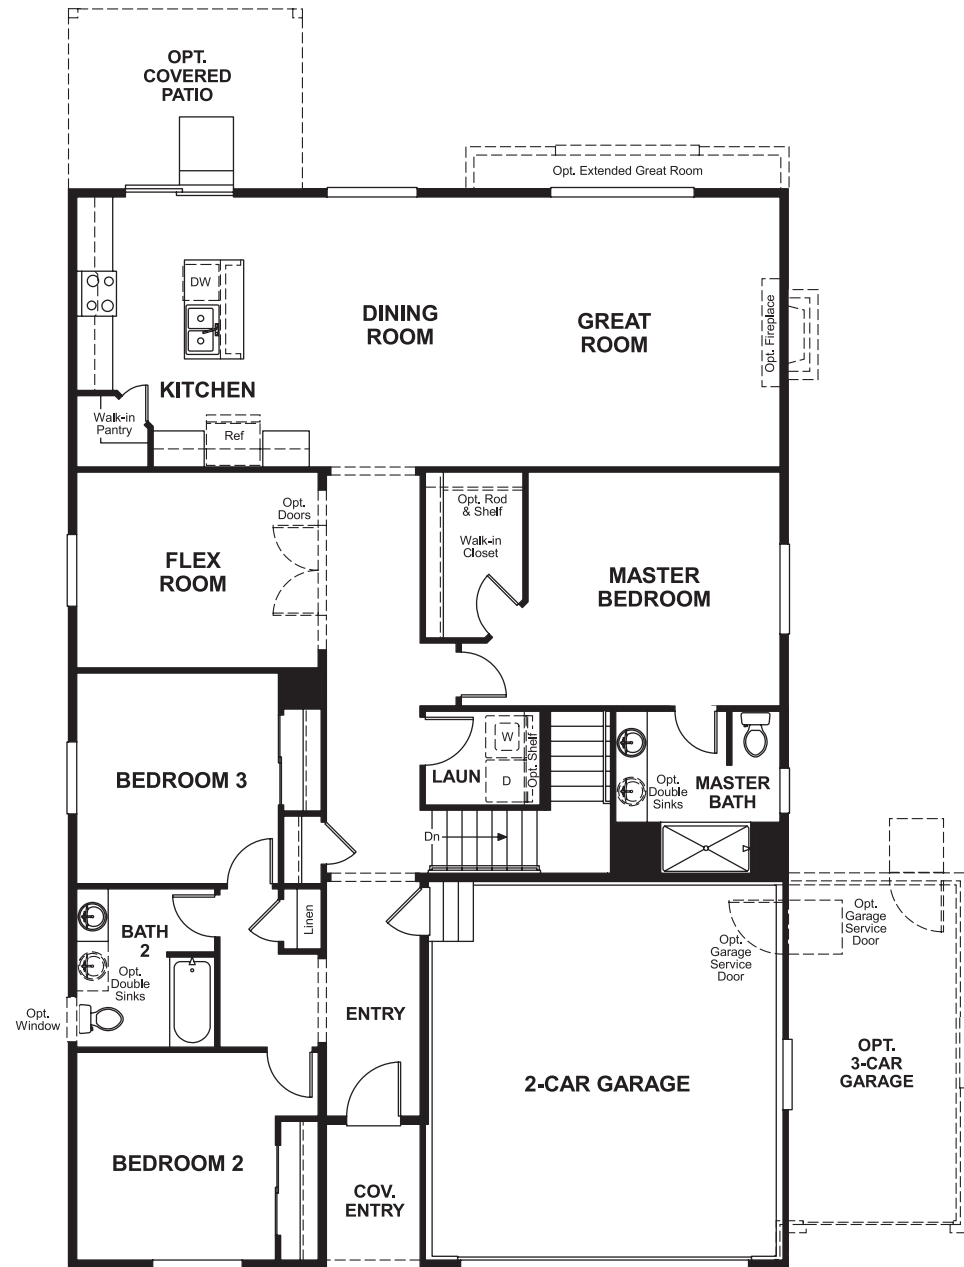 OPT.
COVERED
PATIO
Opt. Extended Great Room
DW
DINING
ROOM
GREAT
ROOM
Opt. Fireplace
KITCHEN
Walk-in
Pantry
Ref
Opt.
Doors
Opt. Rod
& Shelf
Walk-in
Closet
FLEX
ROOM
MASTER
BEDROOM
BEDROOM 3
LAUN
W
D
Opt. Shelf
Opt.
Double
Sinks
MASTER
BATH
Dn
Linen
BATH
2
Opt.
Double
Sinks
Opt.
Window
ENTRY
Opt.
Garage
Service
Door
Opt.
Garage
Service
Door
2-CAR GARAGE
OPT.
3-CAR
GARAGE
BEDROOM 2
COV.
ENTRY